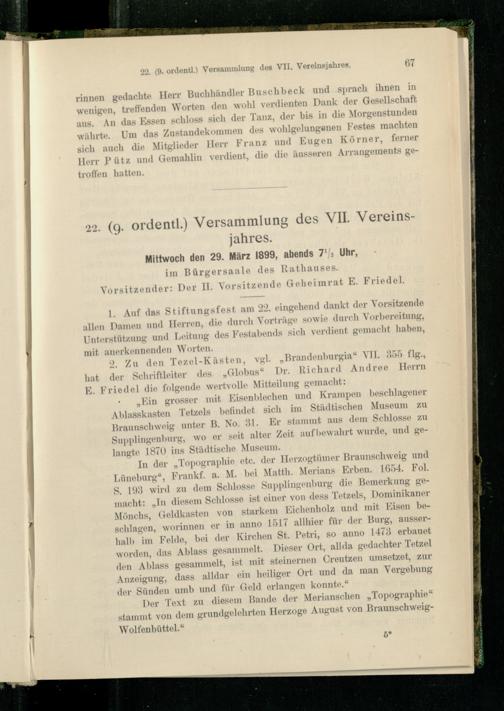 22. (9. ordentl.) Versammlung des VII. Vereinsjahres.
67
rinnen gedachte Herr Buchhändler Buschbeck und sprach ihnen in
wenigen, treffenden Worten den wohl verdienten Dank der Gesellschaft
aus. An das Essen schloss sich der Tanz, der bis in die Morgenstunden
währte. Um das Zustandekommen des wohlgelungenen Festes machten
sich auch die Mitglieder Herr Franz und Eugen Körner, ferner
Herr Pütz und Gemahlin verdient, die die äusseren Arrangements ge-
troffen hatten.
22. (9. ordentl.) Versammlung des VII. Vereins-
jahres.
Mittwoch den 29. März 1899, abends 7¹/₂ Uhr,
im Bürgersaale des Rathauses.
Vorsitzender: Der II. Vorsitzende Geheimrat E. Friedel.
1. Auf das Stiftungsfest am 22. eingehend dankt der Vorsitzende
allen Damen und Herren, die durch Vorträge sowie durch Vorbereitung,
Unterstützung und Leitung des Festabends sich verdient gemacht haben,
mit anerkennenden Worten.
2. Zu den Tezel-Kästen, vgl. „Brandenburgia“ VII. 355 flg.,
hat der Schriftleiter des „Globus“ Dr. Richard Andree Herrn
E. Friedel die folgende wertvolle Mitteilung gemacht:
„Ein grosser mit Eisenblechen und Krampen beschlagener
Ablasskasten Tetzels befindet sich im Städtischen Museum zu
Braunschweig unter B. No. 31. Er stammt aus dem Schlosse zu
Supplingenburg, wo er seit alter Zeit aufbewahrt wurde, und ge-
langte 1870 ins Städtische Museum.
In der „Topographie etc. der Herzogtümer Braunschweig und
Lüneburg“, Frankf. a. M. bei Matth. Merians Erben. 1654. Fol.
S. 193 wird zu dem Schlosse Supplingenburg die Bemerkung ge-
macht: „In diesem Schlosse ist einer von dess Tetzels, Dominikaner
Mönchs, Geldkasten von starkem Eichenholz und mit Eisen be-
schlagen, worinnen er in anno 1517 allhier für der Burg, ausser-
halb im Felde, bei der Kirchen St. Petri, so anno 1473 erbauet
worden, das Ablass gesammelt. Dieser Ort, allda gedachter Tetzel
den Ablass gesammelt, ist mit steinernen Creutzen umsetzet, zur
Anzeigung, dass alldar ein heiliger Ort und da man Vergebung
der Sünden umb und für Geld erlangen konnte.“
Der Text zu diesem Bande der Merianschen „Topographie“
stammt von dem grundgelehrten Herzoge August von Braunschweig-
Wolfenbüttel.“
5*